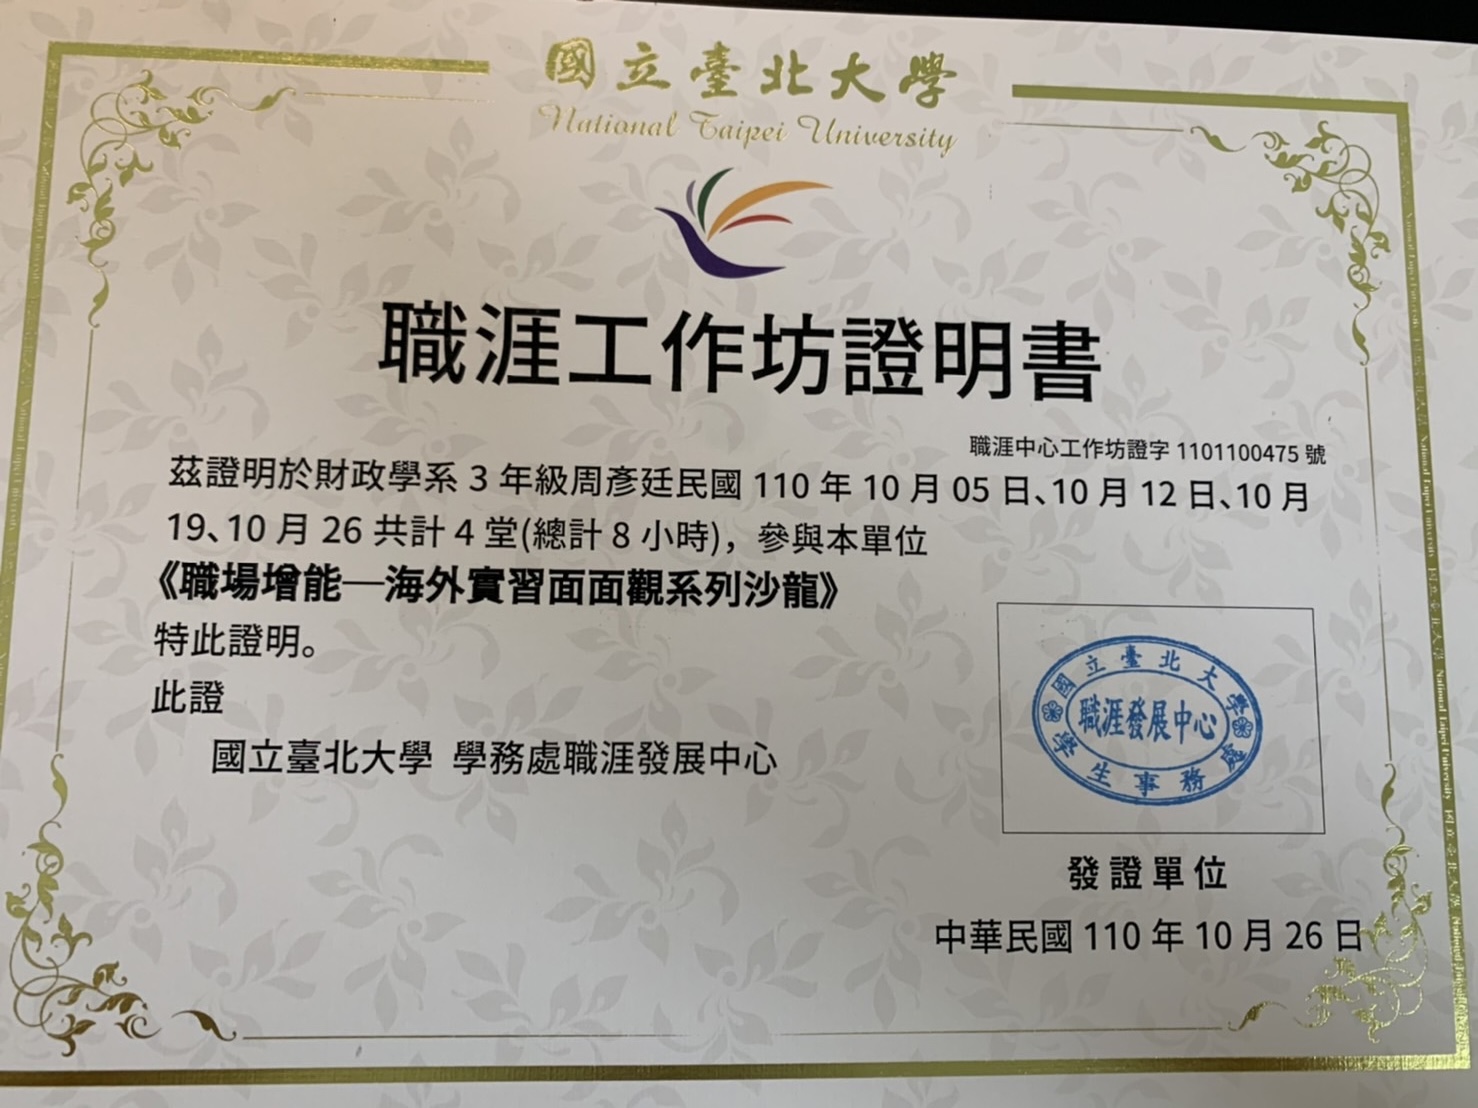 國立臺北大學
National Taipei University
職涯工作坊證明書
職涯中心工作坊證字 1101100475 號
茲證明於財政學系 3 年級周彥廷民國 110 年 10 月 05 日、10 月 12 日、10 月
19、10 月 26 共計 4 堂(總計 8 小時)，參與本單位
《職場增能─海外實習面面觀系列沙龍》
特此證明。
此證
國立臺北大學 學務處職涯發展中心
國立臺北大學
職涯發展中心
學生事務處
發證單位
中華民國 110 年 10 月 26 日